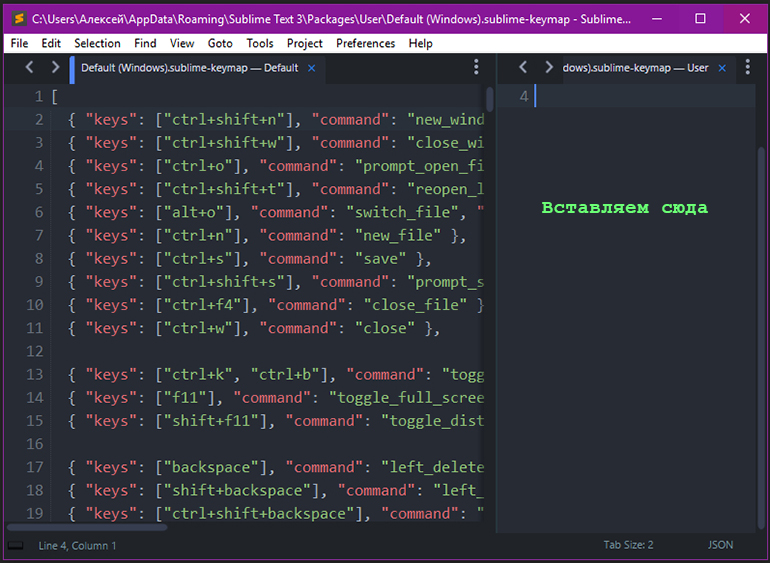 C:\Users\Алексей\AppData\Roaming\Sublime Text 3\Packages\User\Default (Windows).sublime-keymap - Sublime...
File Edit Selection Find View Goto Tools Project Preferences Help
Default (Windows).sublime-keymap — Default
dows).sublime-keymap — User
1 [
2 { "keys": ["ctrl+shift+n"], "command": "new_wind
3 { "keys": ["ctrl+shift+w"], "command": "close_wi
4 { "keys": ["ctrl+o"], "command": "prompt_open_fi
5 { "keys": ["ctrl+shift+t"], "command": "reopen_l
6 { "keys": ["alt+o"], "command": "switch_file", "
7 { "keys": ["ctrl+n"], "command": "new_file" },
8 { "keys": ["ctrl+s"], "command": "save" },
9 { "keys": ["ctrl+shift+s"], "command": "prompt_s
10 { "keys": ["ctrl+f4"], "command": "close_file" }
11 { "keys": ["ctrl+w"], "command": "close" },
12
13 { "keys": ["ctrl+k", "ctrl+b"], "command": "togg
14 { "keys": ["f11"], "command": "toggle_full_scree
15 { "keys": ["shift+f11"], "command": "toggle_dist
16
17 { "keys": ["backspace"], "command": "left_delete
18 { "keys": ["shift+backspace"], "command": "left_
19 { "keys": ["ctrl+shift+backspace"], "command": "
4
Вставляем сюда
Line 4, Column 1
Tab Size: 2
JSON